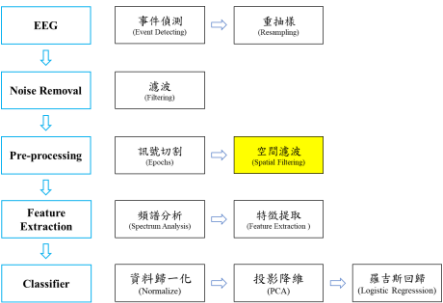 EEG
事件偵測
(Event Detecting)
重抽樣
(Resampling)
Noise Removal
濾波
(Filtering)
Pre-processing
訊號切割
(Epochs)
空間濾波
(Spatial Filtering)
Feature
Extraction
頻譜分析
(Spectrum Analysis)
特徵提取
(Feature Extraction )
Classifier
資料歸一化
(Normalize)
投影降維
(PCA)
羅吉斯回歸
(Logistic Regresssion)